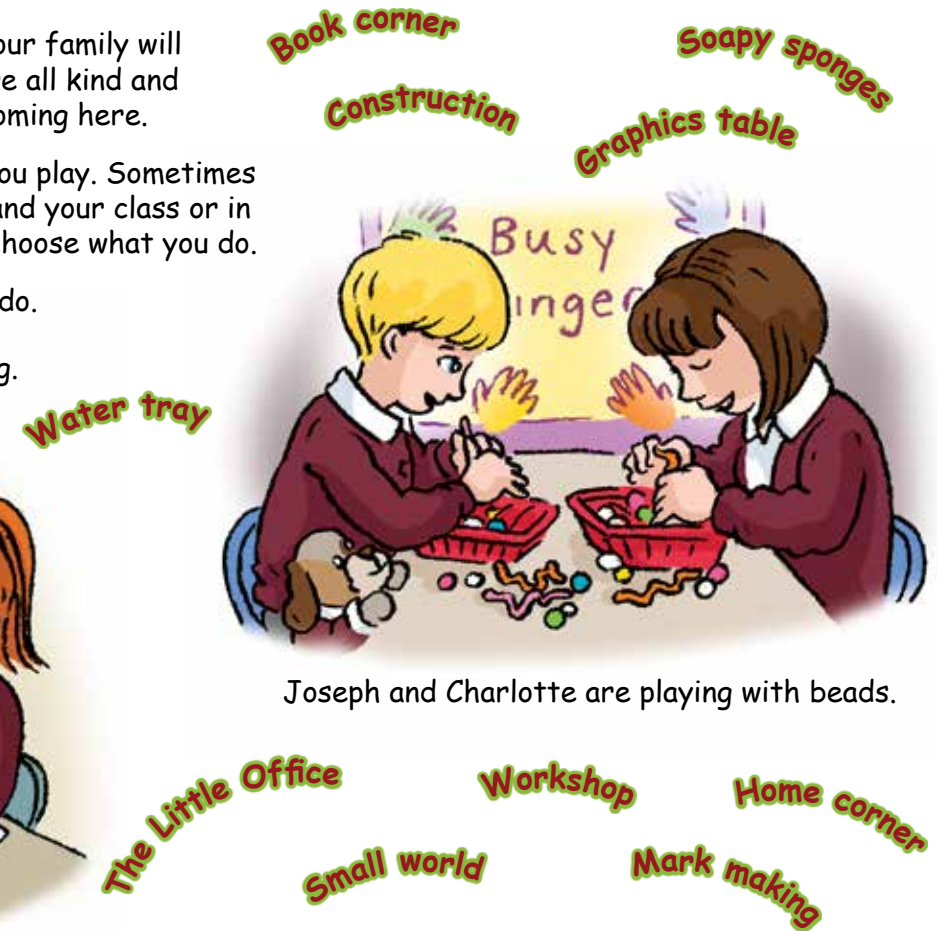 our family will
e all kind and
oming here.
ou play. Sometimes
and your class or in
hoose what you do.
do.
g.
Book corner
Soapy sponges
Construction
Graphics table
Busy
inger
Water tray
Joseph and Charlotte are playing with beads.
The Little Office
Workshop
Home corner
Small world
Mark making